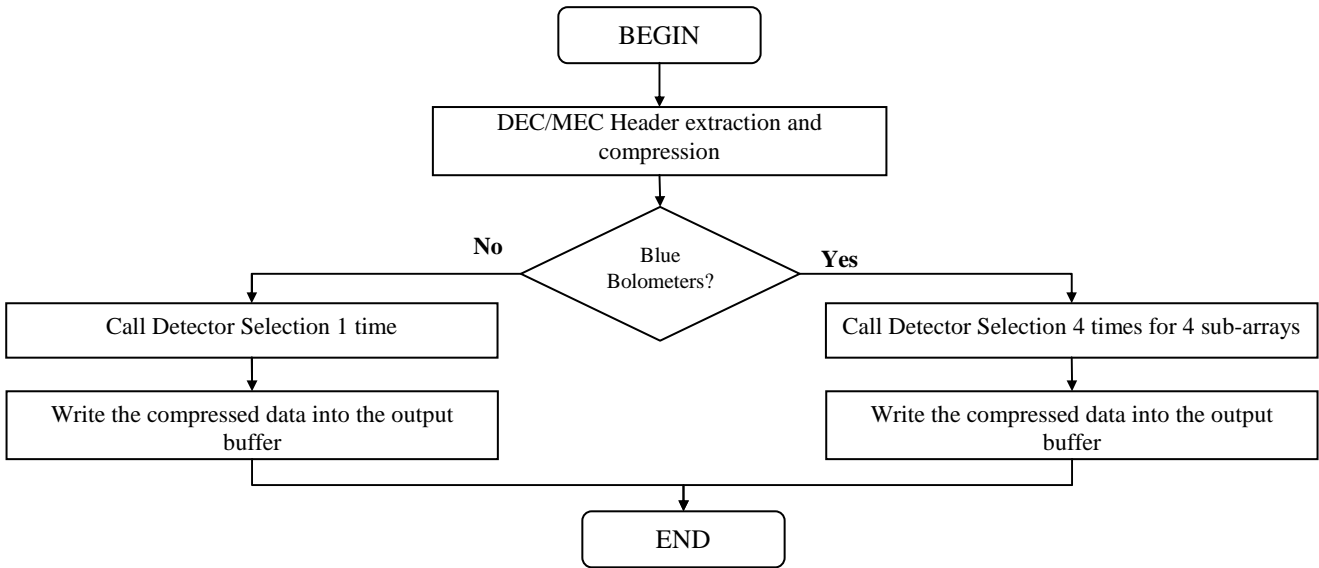 BEGIN
DEC/MEC Header extraction and
compression
No
Blue
Bolometers?
Yes
Call Detector Selection 1 time
Call Detector Selection 4 times for 4 sub-arrays
Write the compressed data into the output
buffer
Write the compressed data into the output
buffer
END